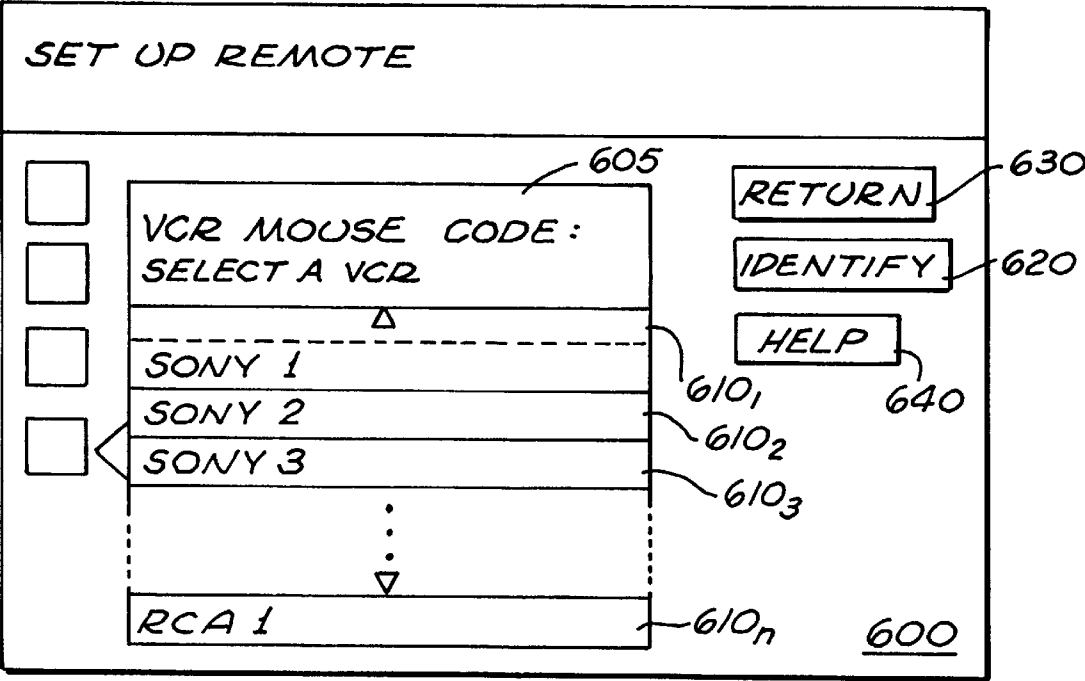 SET UP REMOTE
605
VCR MOUSE CODE:
SELECT A VCR
SONY 1
SONY 2
SONY 3
RCA 1
RETURN
630
IDENTIFY
620
HELP
640
610₁
610₂
610₃
610ₙ
600